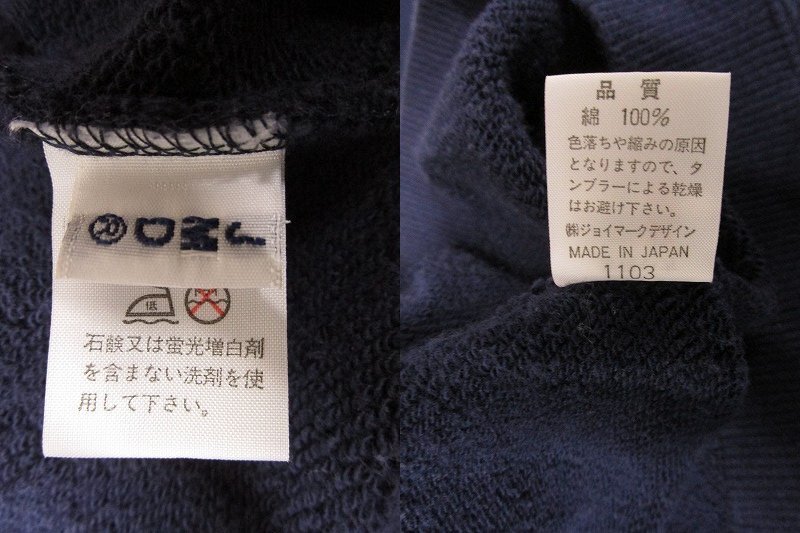 JMD®
低
石鹸又は蛍光増白剤
を含まない洗剤を使
用して下さい。
品質
綿 100%
色落ちや縮みの原因
となりますので、タ
ンブラーによる乾燥
はお避け下さい。
㈱ジョイマークデザイン
MADE IN JAPAN
1103